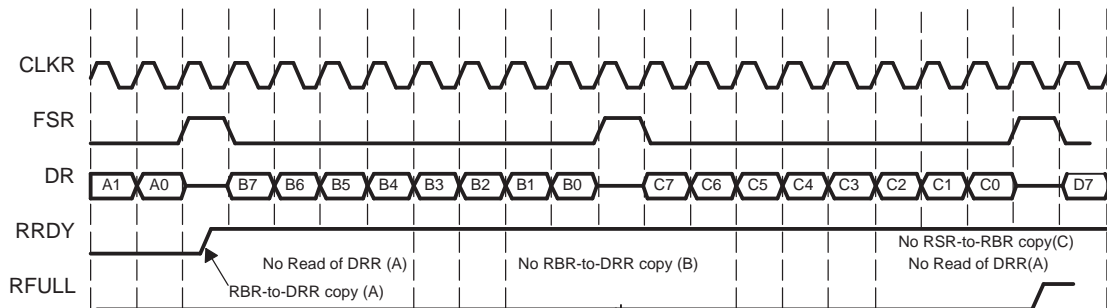 CLKR
FSR
DR A1 A0 B7 B6 B5 B4 B3 B2 B1 B0 C7 C6 C5 C4 C3 C2 C1 C0 D7
RRDY
No RSR-to-RBR copy(C)
No Read of DRR (A) No RBR-to-DRR copy (B) No Read of DRR(A)
RFULL
RBR-to-DRR copy (A)